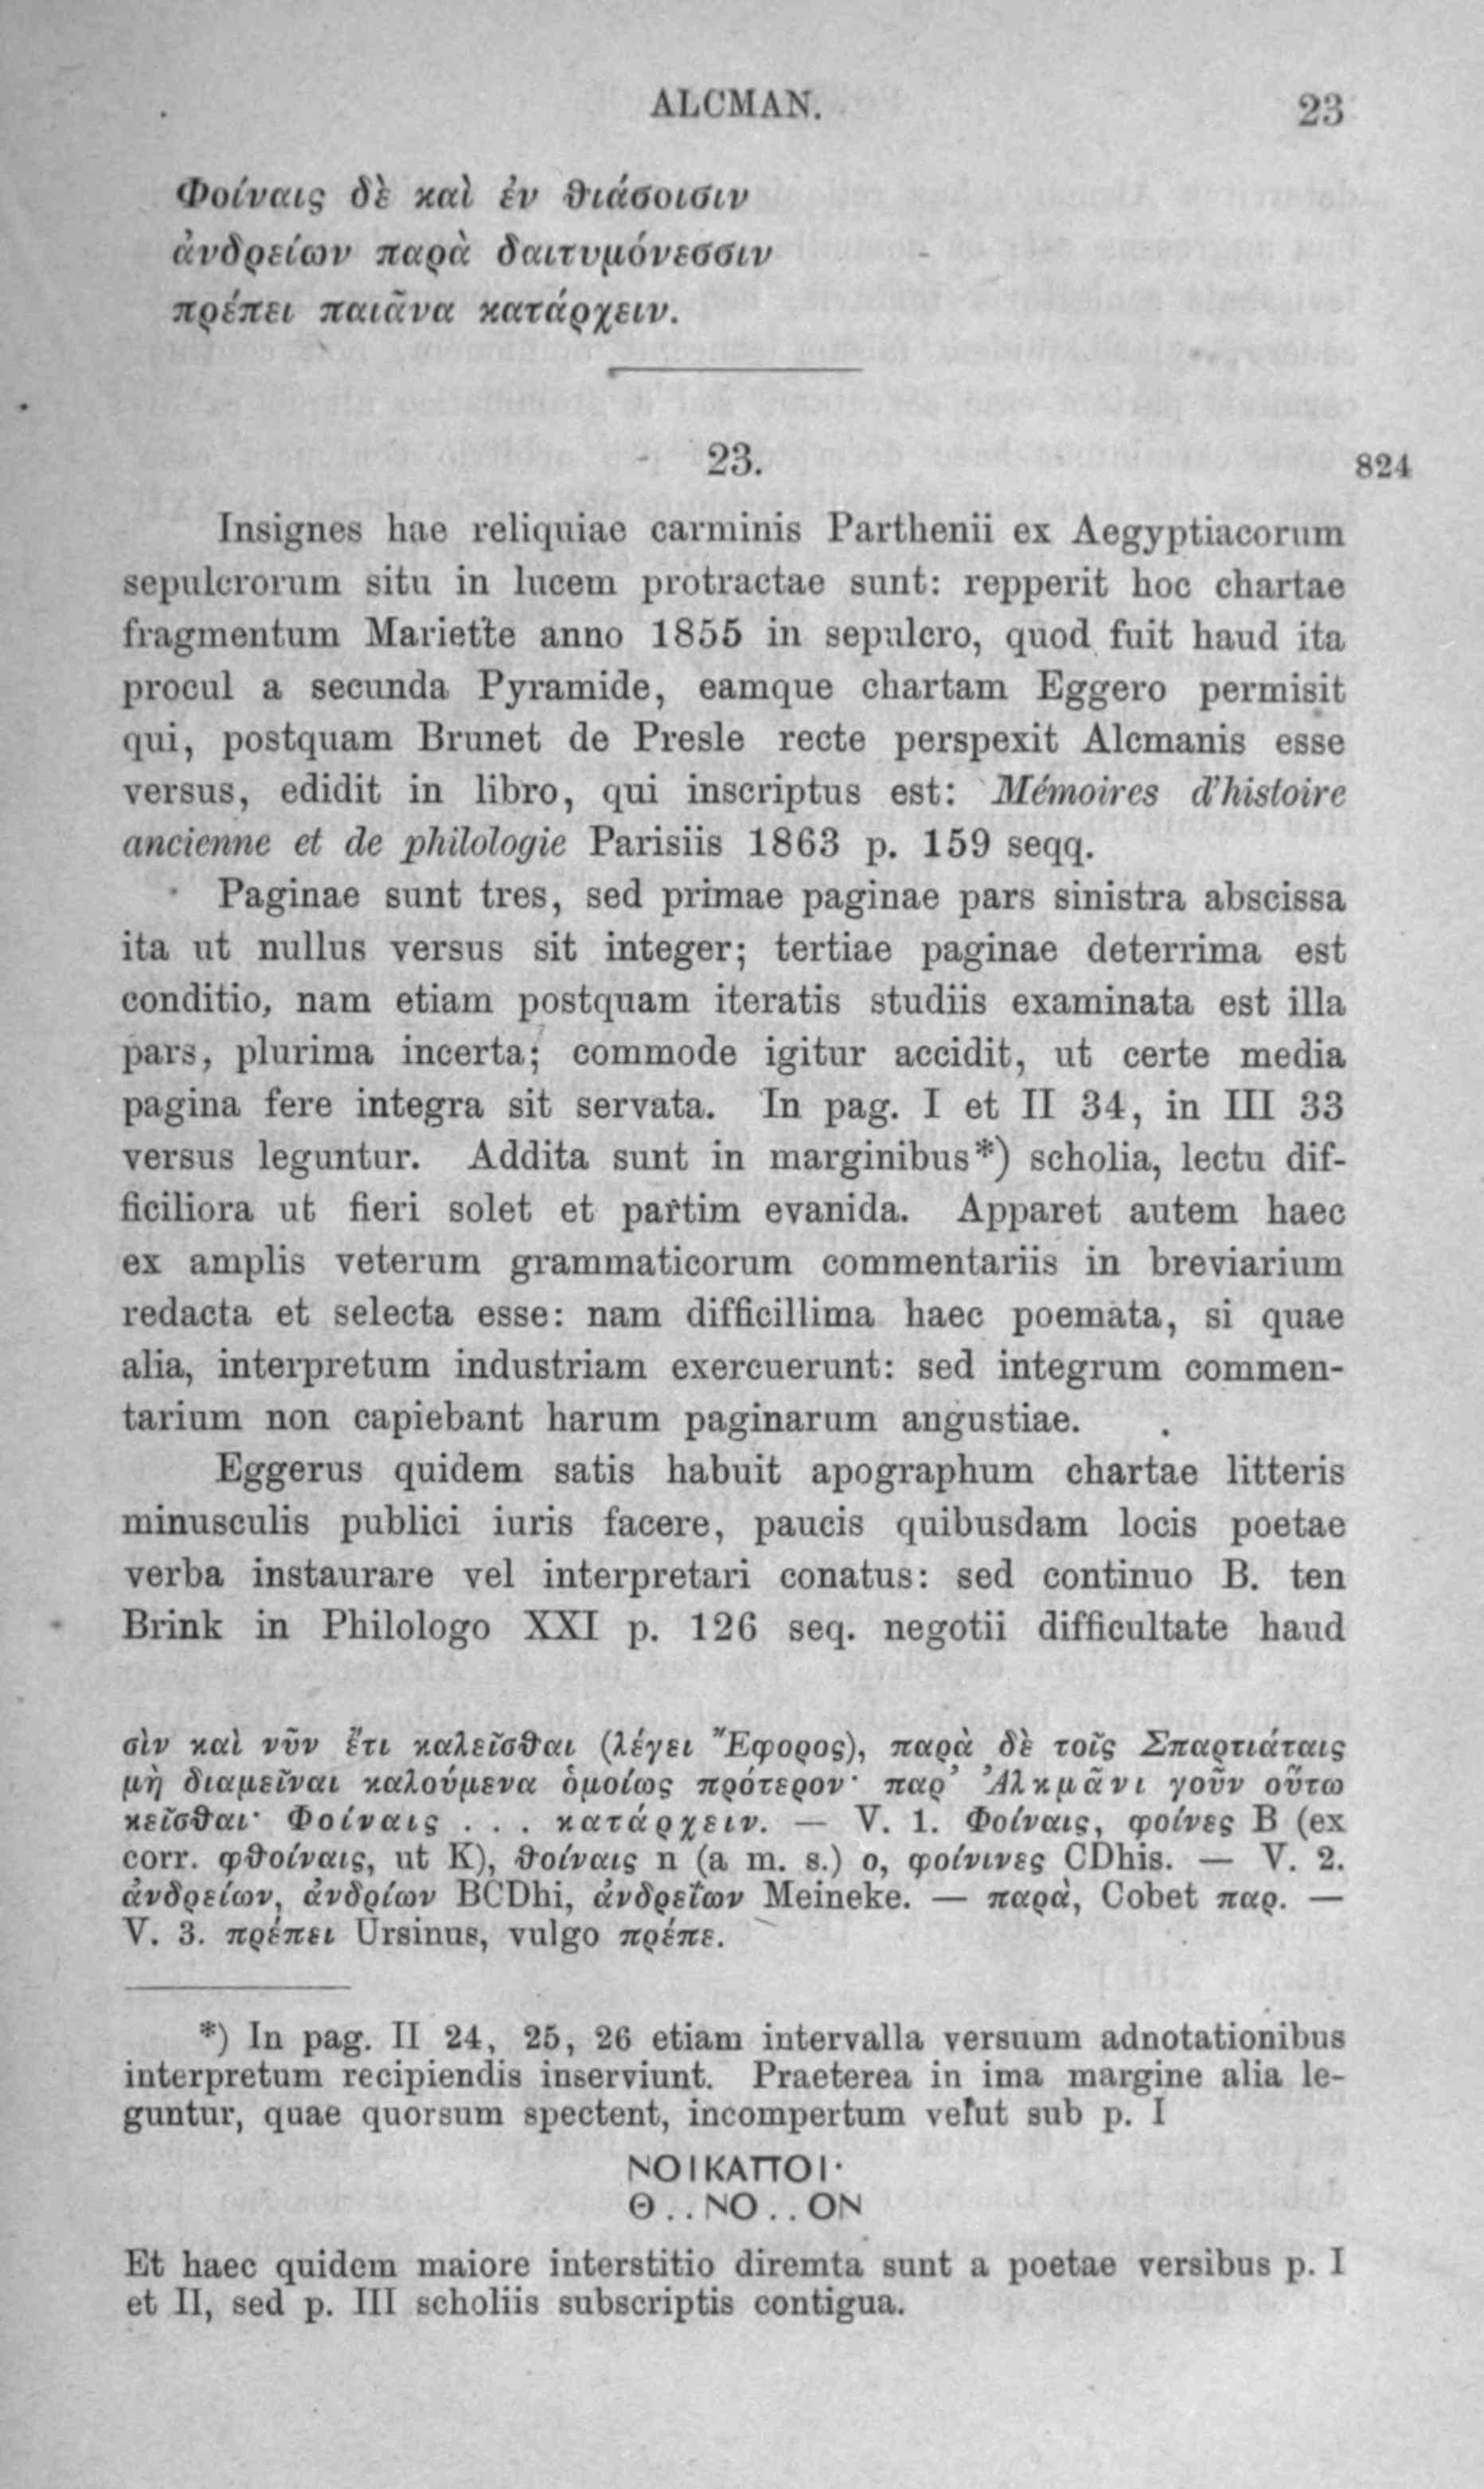 ALCMAN. 23
Φοίναις δὲ καὶ ἐν θιάσοισιν
ἀνδρείων παρὰ δαιτυμόνεσσιν
πρέπει παιᾶνα κατάρχειν.
23. 824
Insignes hae reliquiae carminis Parthenii ex Aegyptiacorum
sepulcrorum situ in lucem protractae sunt: repperit hoc chartae
fragmentum Mariette anno 1855 in sepulcro, quod fuit haud ita
procul a secunda Pyramide, eamque chartam Eggero permisit
qui, postquam Brunet de Presle recte perspexit Alcmanis esse
versus, edidit in libro, qui inscriptus est: Mémoires d'histoire
ancienne et de philologie Parisiis 1863 p. 159 seqq.
Paginae sunt tres, sed primae paginae pars sinistra abscissa
ita ut nullus versus sit integer; tertiae paginae deterrima est
conditio, nam etiam postquam iteratis studiis examinata est illa
pars, plurima incerta; commode igitur accidit, ut certe media
pagina fere integra sit servata. In pag. I et II 34, in III 33
versus leguntur. Addita sunt in marginibus*) scholia, lectu dif-
ficiliora ut fieri solet et partim evanida. Apparet autem haec
ex amplis veterum grammaticorum commentariis in breviarium
redacta et selecta esse: nam difficillima haec poemata, si quae
alia, interpretum industriam exercuerunt: sed integrum commen-
tarium non capiebant harum paginarum angustiae.
Eggerus quidem satis habuit apographum chartae litteris
minusculis publici iuris facere, paucis quibusdam locis poetae
verba instaurare vel interpretari conatus: sed continuo B. ten
Brink in Philologo XXI p. 126 seq. negotii difficultate haud
σὶν καὶ νῦν ἔτι καλεῖσθαι (λέγει Ἔφορος), παρὰ δὲ τοῖς Σπαρτιάταις
μὴ διαμεῖναι καλούμενα ὁμοίως πρότερον· παρ' Ἀλκμᾶνι γοῦν οὕτω
κεῖσθαι· Φοίναις . . . κατάρχειν. — V. 1. Φοίναις, φοίνες B (ex
corr. φθοίναις, ut K), θοίναις n (a m. s.) o, φοίνινες CDhis. — V. 2.
ἀνδρείων, ἀνδρίων BCDhi, ἀνδρεΐων Meineke. — παρὰ, Cobet παρ. —
V. 3. πρέπει Ursinus, vulgo πρέπε.
*) In pag. II 24, 25, 26 etiam intervalla versuum adnotationibus
interpretum recipiendis inserviunt. Praeterea in ima margine alia le-
guntur, quae quorsum spectent, incompertum velut sub p. I
ΝΟΙΚΑΠΟΙ·
Θ..ΝΟ..ΟΝ
Et haec quidem maiore interstitio diremta sunt a poetae versibus p. I
et II, sed p. III scholiis subscriptis contigua.